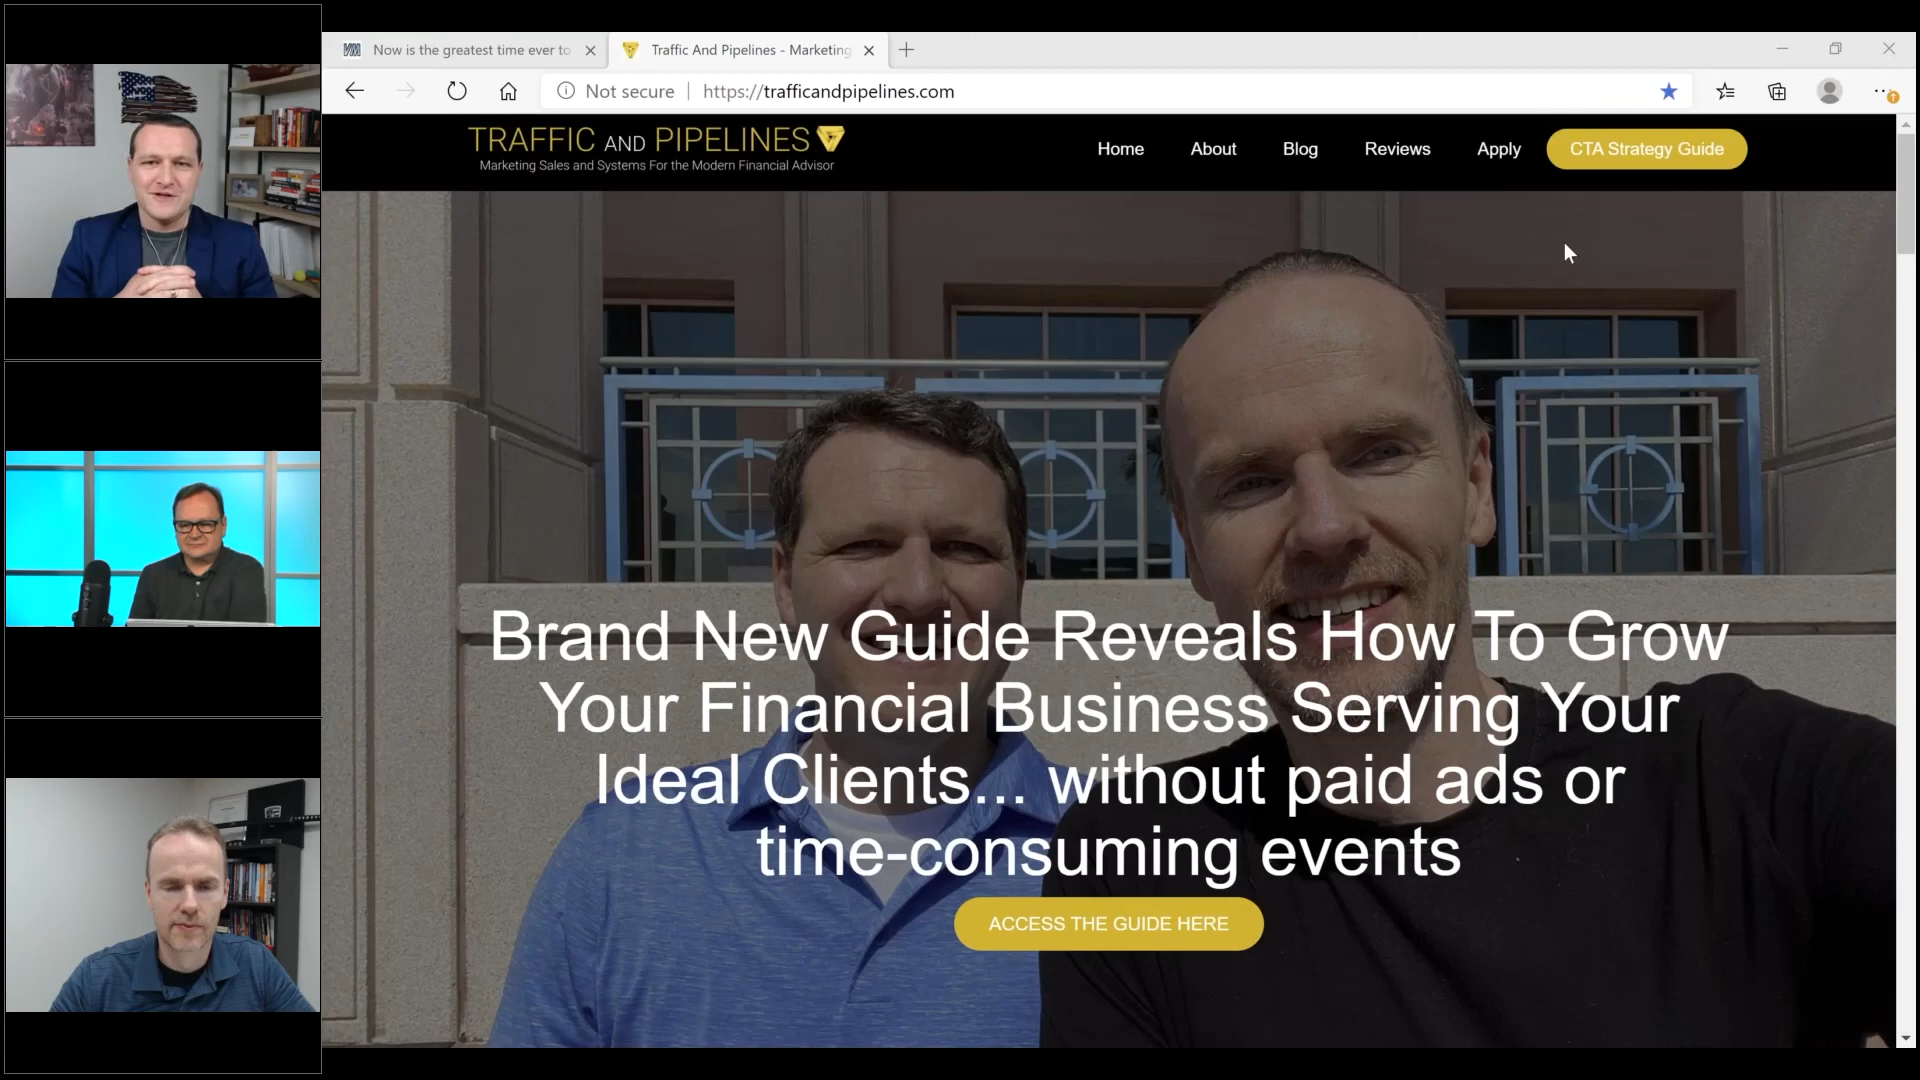 Now is the greatest time ever to
Traffic And Pipelines - Marketing
Not secure
https://trafficandpipelines.com
TRAFFIC AND PIPELINES
Marketing Sales and Systems For the Modern Financial Advisor
Home
About
Blog
Reviews
Apply
CTA Strategy Guide
Brand New Guide Reveals How To Grow
Your Financial Business Serving Your
Ideal Clients... without paid ads or
time-consuming events
ACCESS THE GUIDE HERE